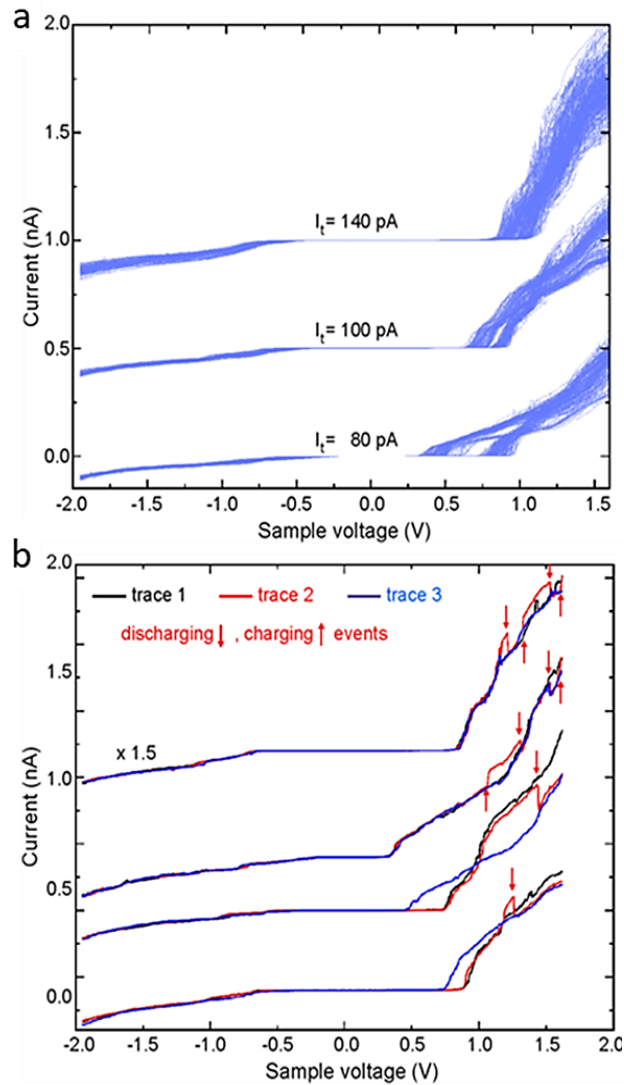 a
2.0
1.5
1.0
0.5
0.0
Current (nA)
I_t = 140 pA
I_t = 100 pA
I_t = 80 pA
-2.0 -1.5 -1.0 -0.5 0.0 0.5 1.0 1.5
Sample voltage (V)
b
2.0
1.5
1.0
0.5
0.0
Current (nA)
trace 1 trace 2 trace 3
discharging ↓ , charging ↑ events
x 1.5
-2.0 -1.5 -1.0 -0.5 0.0 0.5 1.0 1.5 2.0
Sample voltage (V)